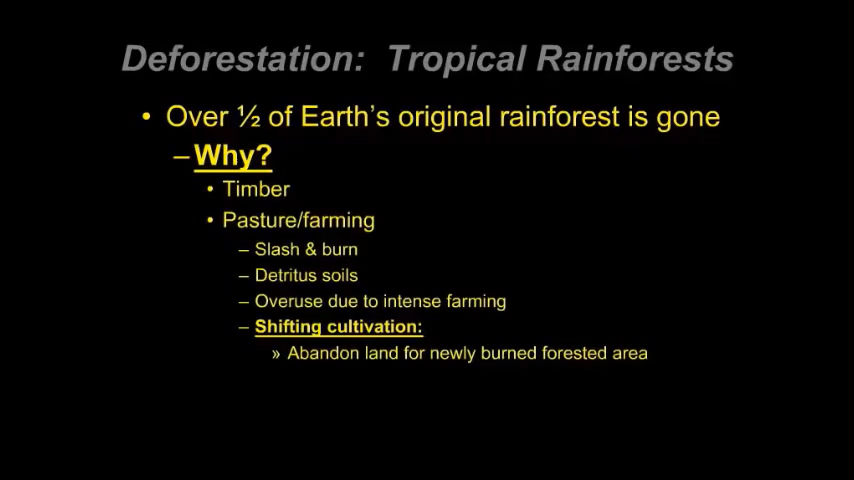 Deforestation: Tropical Rainforests
• Over ½ of Earth's original rainforest is gone
– Why?
• Timber
• Pasture/farming
– Slash & burn
– Detritus soils
– Overuse due to intense farming
– Shifting cultivation:
» Abandon land for newly burned forested area